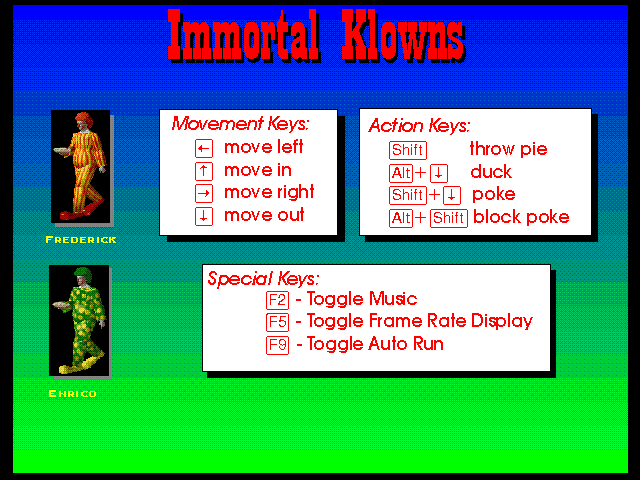 Immortal Klowns
Movement Keys:
← move left
↑ move in
→ move right
↓ move out
Action Keys:
Shift throw pie
Alt+↓ duck
Shift+↓ poke
Alt+Shift block poke
FREDERICK
Special Keys:
F2 - Toggle Music
F5 - Toggle Frame Rate Display
F9 - Toggle Auto Run
ENRICO